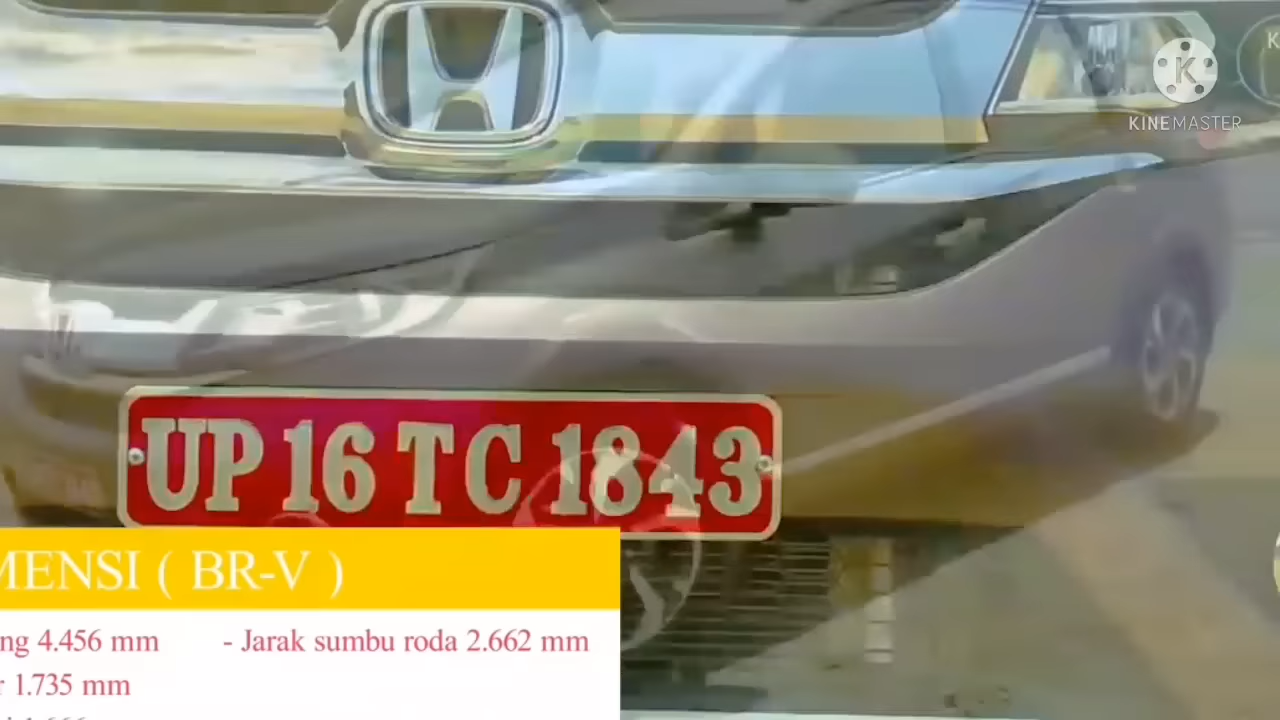 K
KINEMASTER
UP 16 TC 1843
MENSI ( BR-V )
ng 4.456 mm - Jarak sumbu roda 2.662 mm
r 1.735 mm